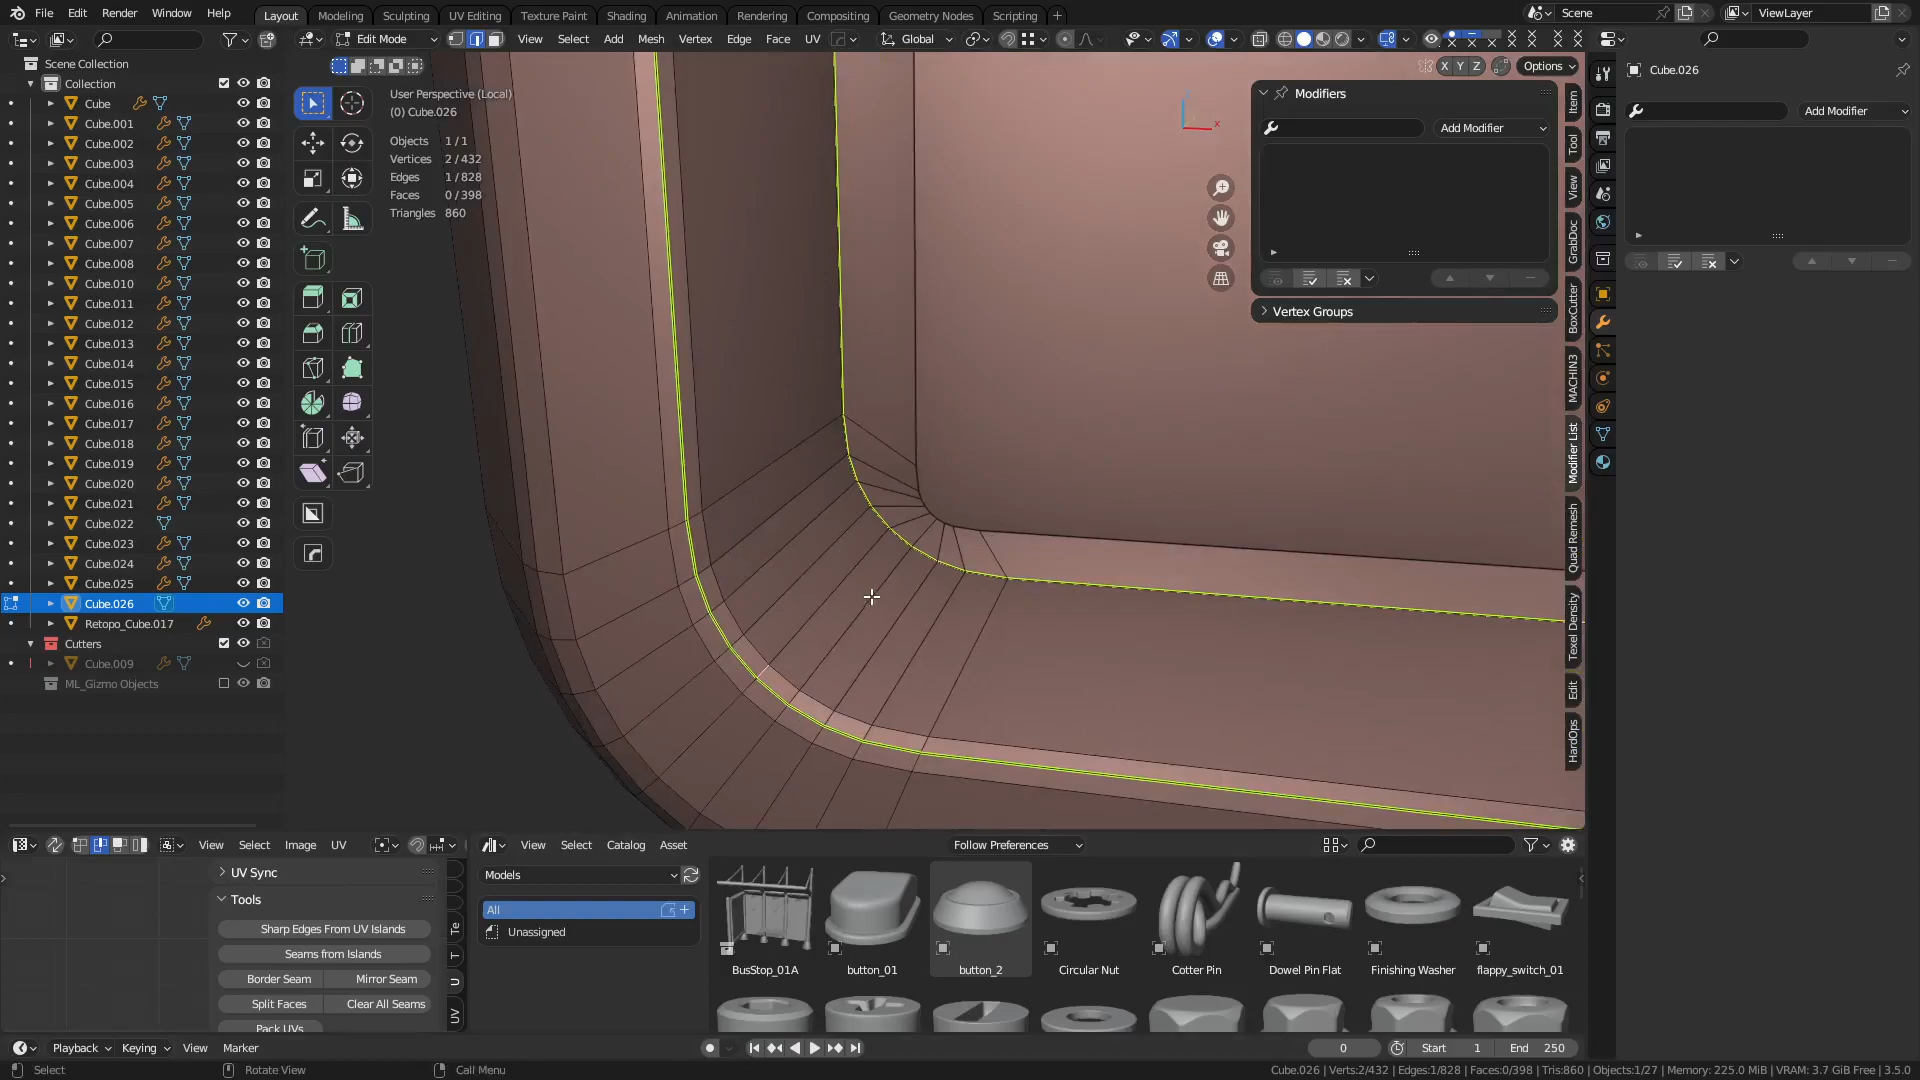 File Edit Render Window Help
Layout Modeling Sculpting UV Editing Texture Paint Shading Animation Rendering Compositing Geometry Nodes Scripting +
Scene
ViewLayer
Edit Mode View Select Add Mesh Vertex Edge Face UV
Global
X Y Z Options
Scene Collection
Collection
Cube
Cube.001
Cube.002
Cube.003
Cube.004
Cube.005
Cube.006
Cube.007
Cube.008
Cube.010
Cube.011
Cube.012
Cube.013
Cube.014
Cube.015
Cube.016
Cube.017
Cube.018
Cube.019
Cube.020
Cube.021
Cube.022
Cube.023
Cube.024
Cube.025
Cube.026
Retopo_Cube.017
Cutters
Cube.009
ML_Gizmo Objects
User Perspective (Local)
(0) Cube.026
Objects 1/1
Vertices 2/432
Edges 1/828
Faces 0/398
Triangles 860
X
Modifiers
Add Modifier
Vertex Groups
Item
Tool
View
GrabDoc
BoxCutter
MACHIN3
Modifier List
Quad Remesh
Texel Density
Edit
HardOps
Cube.026
Add Modifier
View Select Image UV
UV Sync
Tools
Sharp Edges From UV Islands
Seams from Islands
Border Seam Mirror Seam
Split Faces Clear All Seams
Pack UVs
Te
T
U
UV
View Select Catalog Asset
Follow Preferences
Models
All
Unassigned
BusStop_01A button_01 button_2 Circular Nut Cotter Pin Dowel Pin Flat Finishing Washer flappy_switch_01
Playback Keying View Marker
0 Start 1 End 250
Select Rotate View Call Menu
Cube.026 | Verts:2/432 | Edges:1/828 | Faces:0/398 | Tris:860 | Objects:1/27 | Memory: 225.0 MiB | VRAM: 3.7 GiB Free | 3.5.0